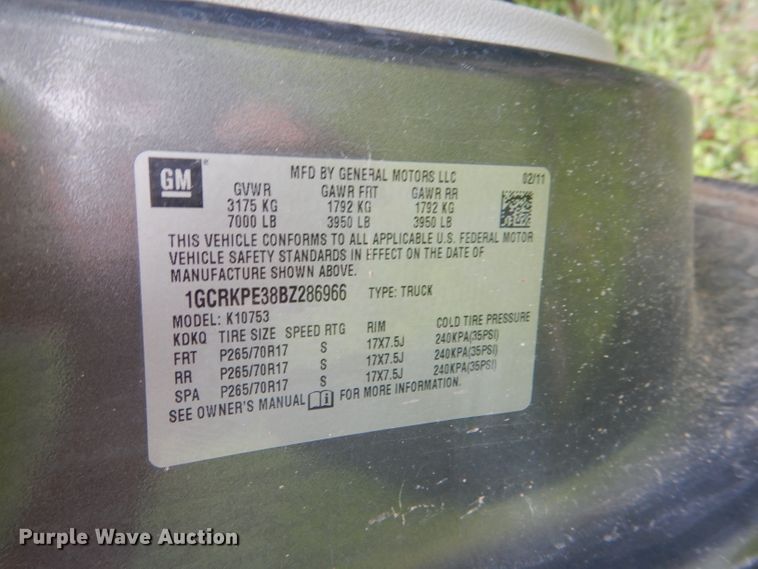 GM ® MFD BY GENERAL MOTORS LLC 02/11
GVWR GAWR FRT GAWR RR
3175 KG 1792 KG 1792 KG
7000 LB 3950 LB 3950 LB
THIS VEHICLE CONFORMS TO ALL APPLICABLE U.S. FEDERAL MOTOR
VEHICLE SAFETY STANDARDS IN EFFECT ON THE DATE OF
MANUFACTURE SHOWN ABOVE.
1GCRKPE38BZ286966 TYPE: TRUCK
MODEL: K10753
KDKQ TIRE SIZE SPEED RTG RIM COLD TIRE PRESSURE
FRT P265/70R17 S 17X7.5J 240KPA(35PSI)
RR P265/70R17 S 17X7.5J 240KPA(35PSI)
SPA P265/70R17 S 17X7.5J 240KPA(35PSI)
SEE OWNER'S MANUAL FOR MORE INFORMATION.
Purple Wave Auction